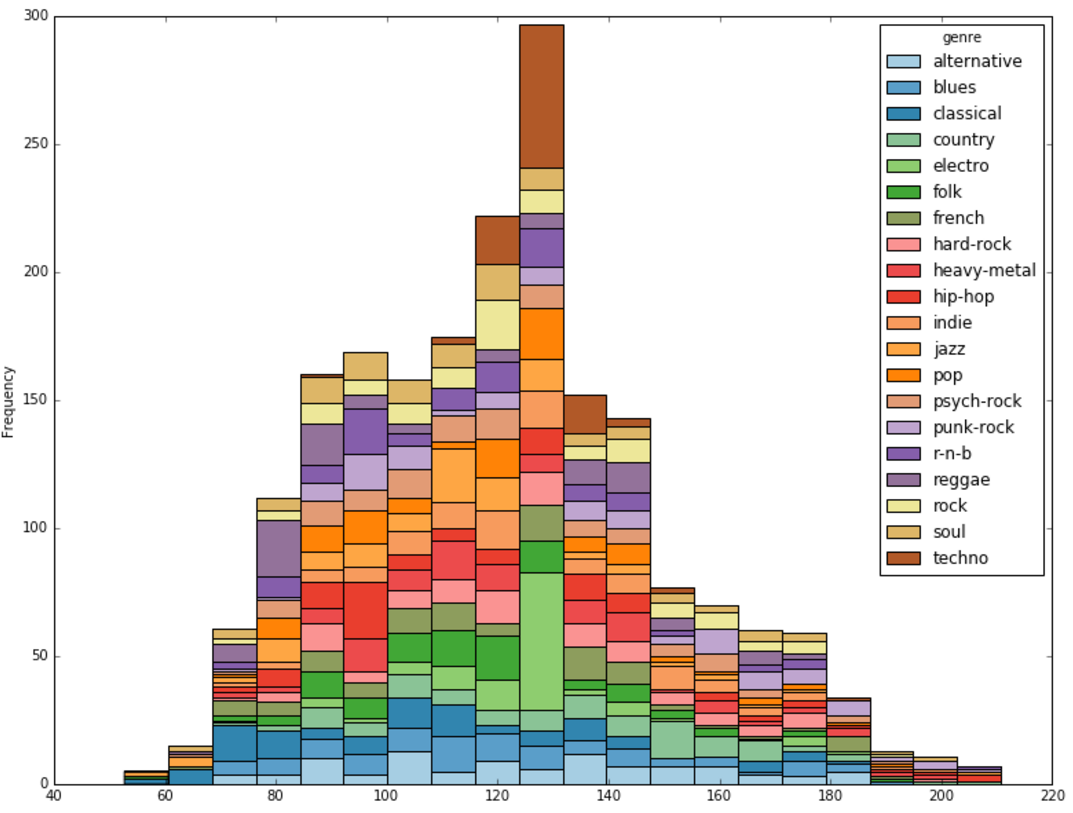 300
250
200
150
100
50
0
Frequency
40 60 80 100 120 140 160 180 200 220
genre
alternative
blues
classical
country
electro
folk
french
hard-rock
heavy-metal
hip-hop
indie
jazz
pop
psych-rock
punk-rock
r-n-b
reggae
rock
soul
techno